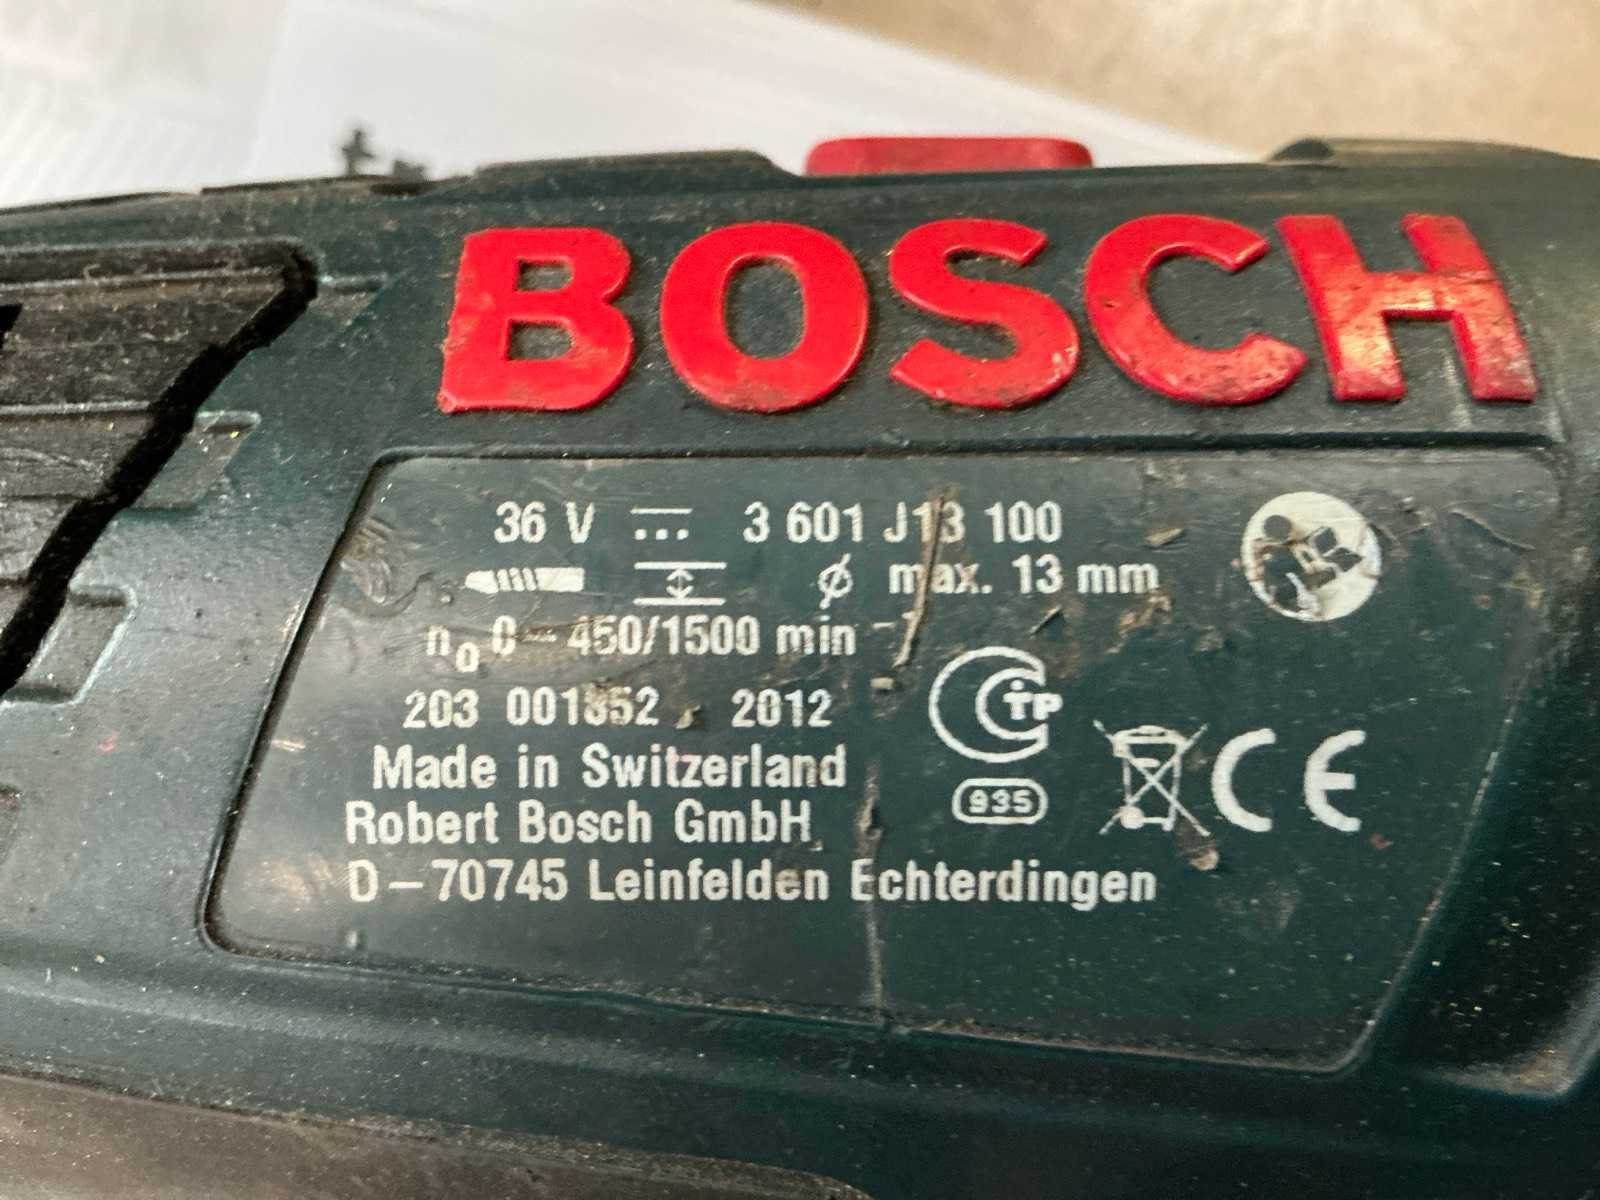 BOSCH
36 V 3 601 J13 100
Ø max. 13 mm
n₀ 0 – 450/1500 min⁻¹
203 001852 , 2012
Made in Switzerland
Robert Bosch GmbH
D–70745 Leinfelden Echterdingen
TP
935
CE